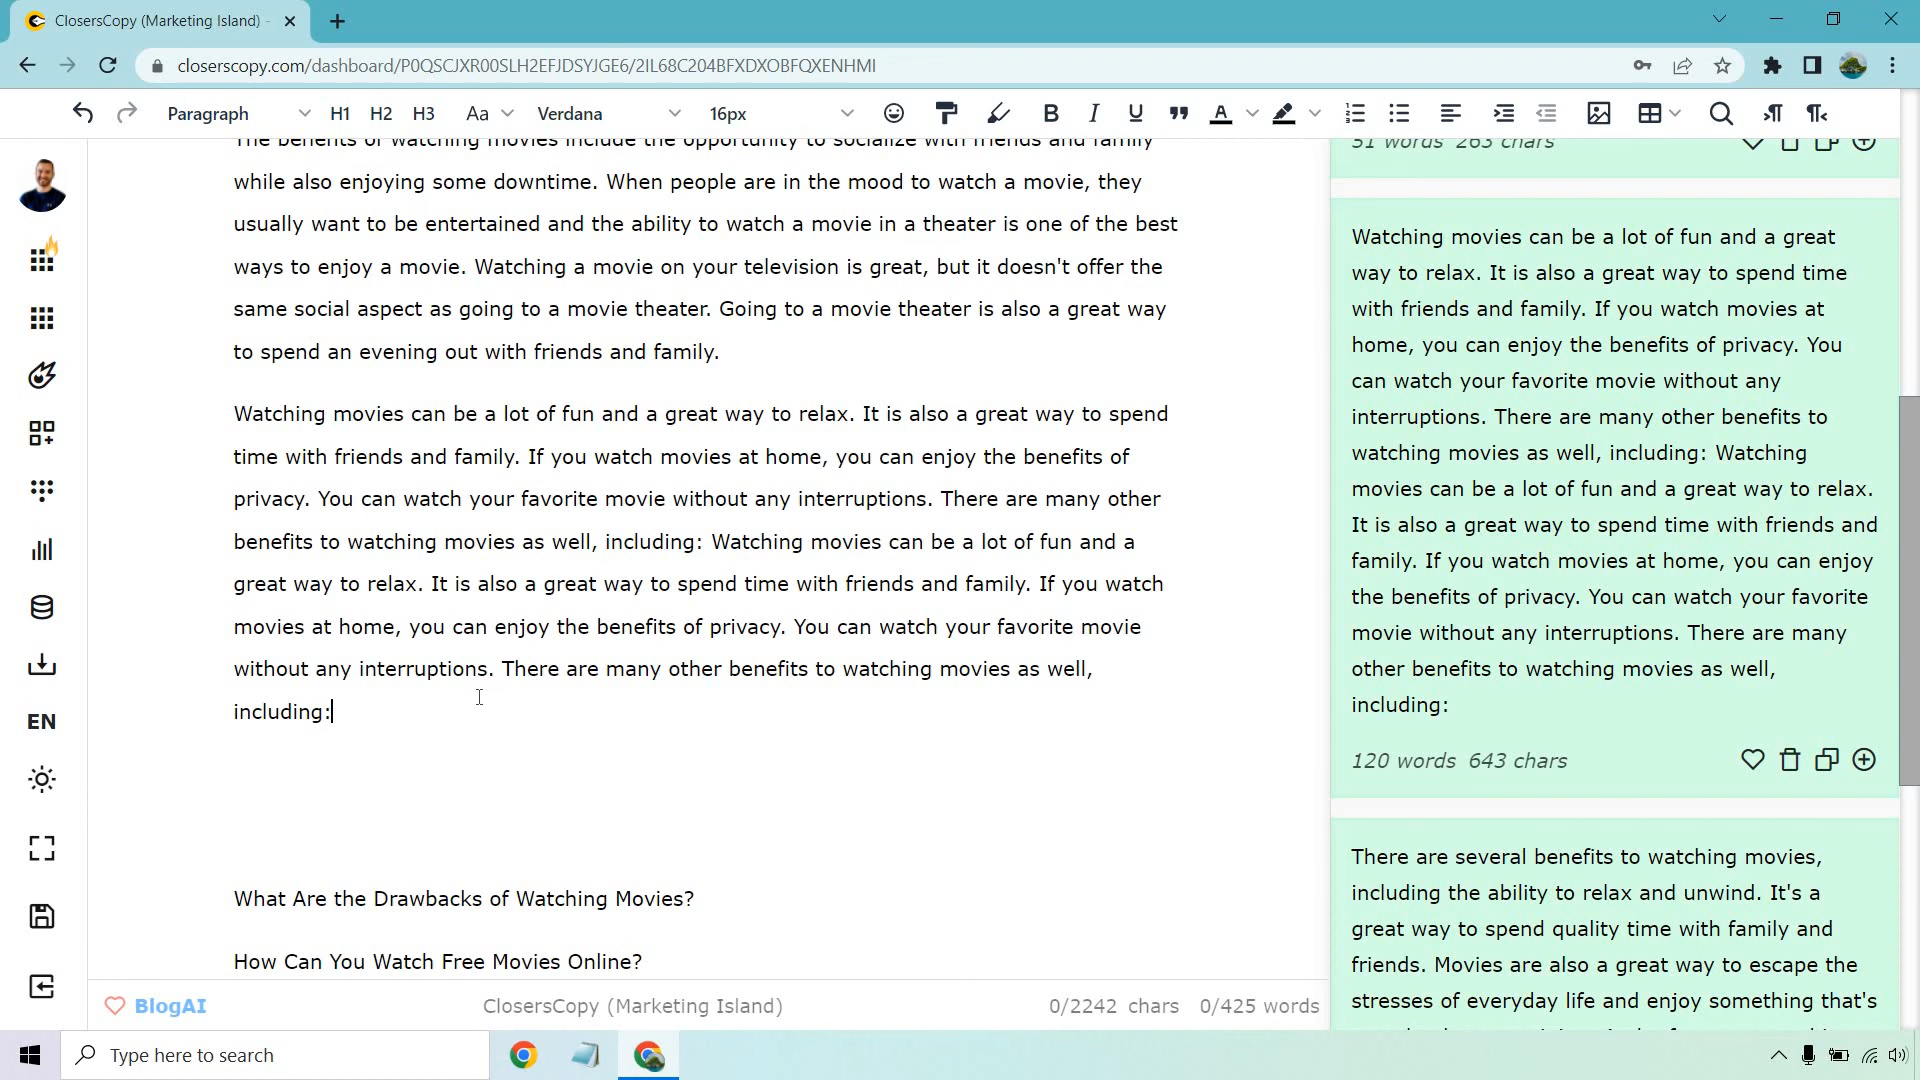 ClosersCopy (Marketing Island) -
closerscopy.com/dashboard/P0QSCJXR00SLH2EFJDSYJGE6/2IL68C204BFXDXOBFQXENHMI
Paragraph H1 H2 H3 Aa Verdana 16px B I U A
The benefits of watching movies include the opportunity to socialize with friends and family
while also enjoying some downtime. When people are in the mood to watch a movie, they
usually want to be entertained and the ability to watch a movie in a theater is one of the best
ways to enjoy a movie. Watching a movie on your television is great, but it doesn't offer the
same social aspect as going to a movie theater. Going to a movie theater is also a great way
to spend an evening out with friends and family.
Watching movies can be a lot of fun and a great way to relax. It is also a great way to spend
time with friends and family. If you watch movies at home, you can enjoy the benefits of
privacy. You can watch your favorite movie without any interruptions. There are many other
benefits to watching movies as well, including: Watching movies can be a lot of fun and a
great way to relax. It is also a great way to spend time with friends and family. If you watch
movies at home, you can enjoy the benefits of privacy. You can watch your favorite movie
without any interruptions. There are many other benefits to watching movies as well,
including:
What Are the Drawbacks of Watching Movies?
How Can You Watch Free Movies Online?
EN
51 words 263 chars
Watching movies can be a lot of fun and a great
way to relax. It is also a great way to spend time
with friends and family. If you watch movies at
home, you can enjoy the benefits of privacy. You
can watch your favorite movie without any
interruptions. There are many other benefits to
watching movies as well, including: Watching
movies can be a lot of fun and a great way to relax.
It is also a great way to spend time with friends and
family. If you watch movies at home, you can enjoy
the benefits of privacy. You can watch your favorite
movie without any interruptions. There are many
other benefits to watching movies as well,
including:
120 words 643 chars
There are several benefits to watching movies,
including the ability to relax and unwind. It's a
great way to spend quality time with family and
friends. Movies are also a great way to escape the
stresses of everyday life and enjoy something that's
BlogAI ClosersCopy (Marketing Island) 0/2242 chars 0/425 words
Type here to search